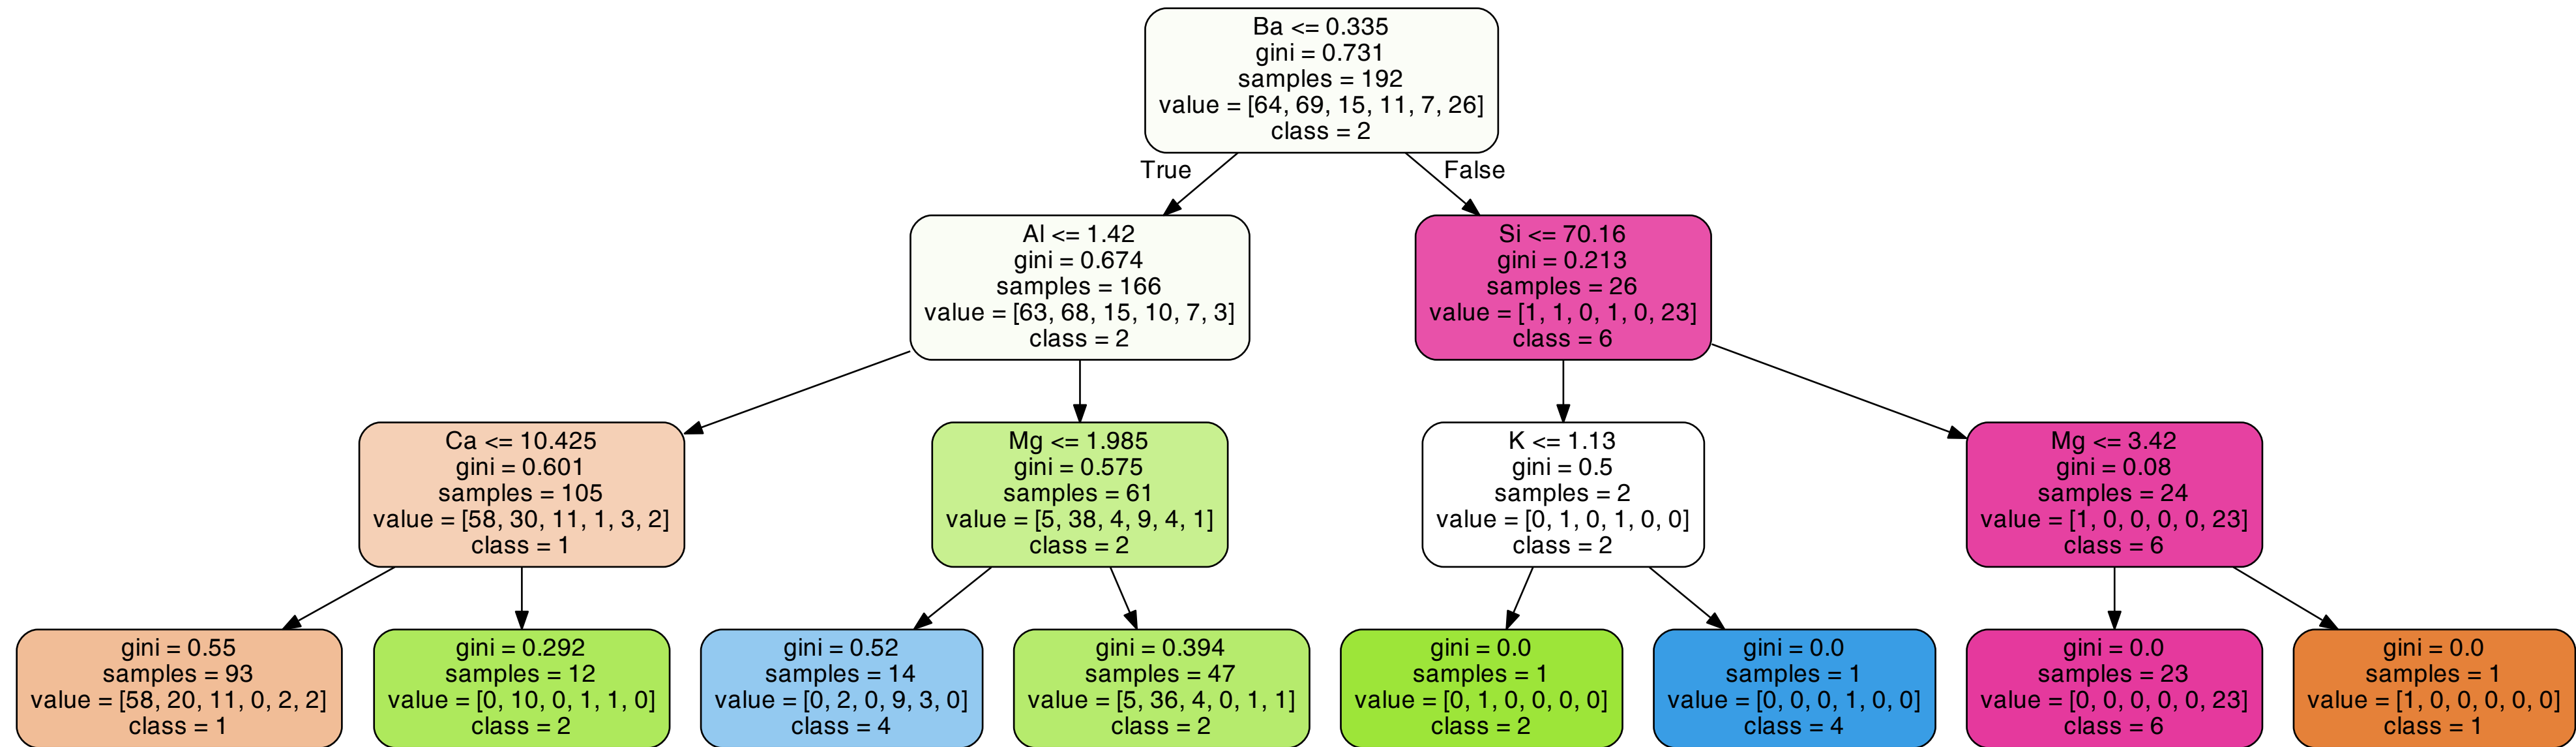 Ba <= 0.335
gini = 0.731
samples = 192
value = [64, 69, 15, 11, 7, 26]
class = 2
True
False
Al <= 1.42
gini = 0.674
samples = 166
value = [63, 68, 15, 10, 7, 3]
class = 2
Si <= 70.16
gini = 0.213
samples = 26
value = [1, 1, 0, 1, 0, 23]
class = 6
Ca <= 10.425
gini = 0.601
samples = 105
value = [58, 30, 11, 1, 3, 2]
class = 1
Mg <= 1.985
gini = 0.575
samples = 61
value = [5, 38, 4, 9, 4, 1]
class = 2
K <= 1.13
gini = 0.5
samples = 2
value = [0, 1, 0, 1, 0, 0]
class = 2
Mg <= 3.42
gini = 0.08
samples = 24
value = [1, 0, 0, 0, 0, 23]
class = 6
gini = 0.55
samples = 93
value = [58, 20, 11, 0, 2, 2]
class = 1
gini = 0.292
samples = 12
value = [0, 10, 0, 1, 1, 0]
class = 2
gini = 0.52
samples = 14
value = [0, 2, 0, 9, 3, 0]
class = 4
gini = 0.394
samples = 47
value = [5, 36, 4, 0, 1, 1]
class = 2
gini = 0.0
samples = 1
value = [0, 1, 0, 0, 0, 0]
class = 2
gini = 0.0
samples = 1
value = [0, 0, 0, 1, 0, 0]
class = 4
gini = 0.0
samples = 23
value = [0, 0, 0, 0, 0, 23]
class = 6
gini = 0.0
samples = 1
value = [1, 0, 0, 0, 0, 0]
class = 1